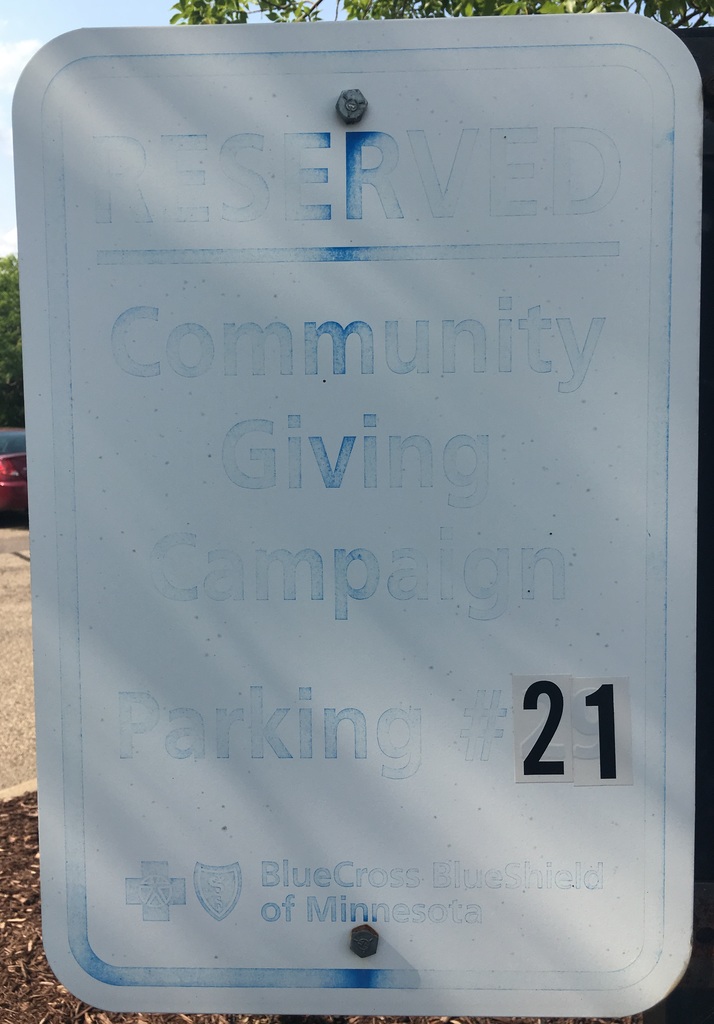 RESERVED
Community
Giving
Campaign
Parking #21
BlueCross BlueShield
of Minnesota